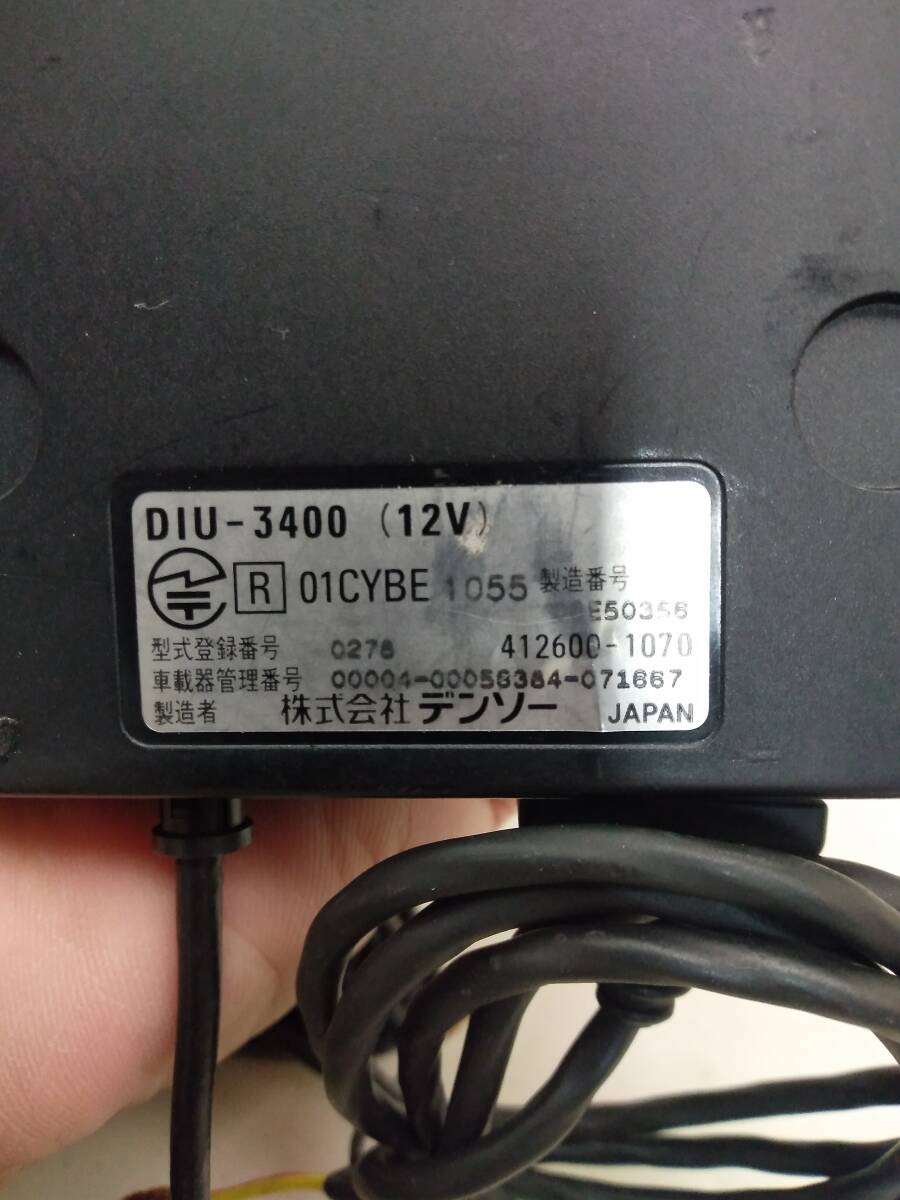 DIU-3400 (12V)
R 01CYBE 1055 製造番号
E50356
型式登録番号 0278 412600-1070
車載器管理番号 00004-00056384-071667
製造者 株式会社 デンソー JAPAN